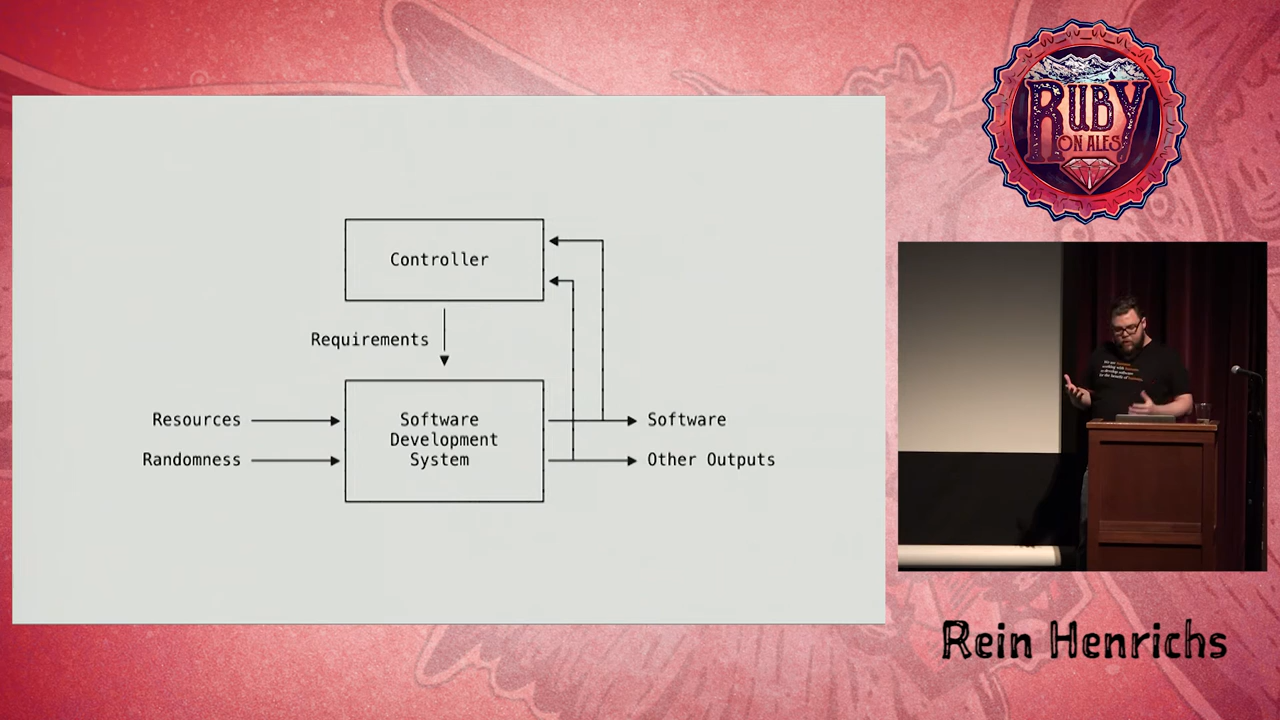 Controller
Requirements
Resources
Randomness
Software
Development
System
Software
Other Outputs
RUBY
ON ALES
Rein Henrichs